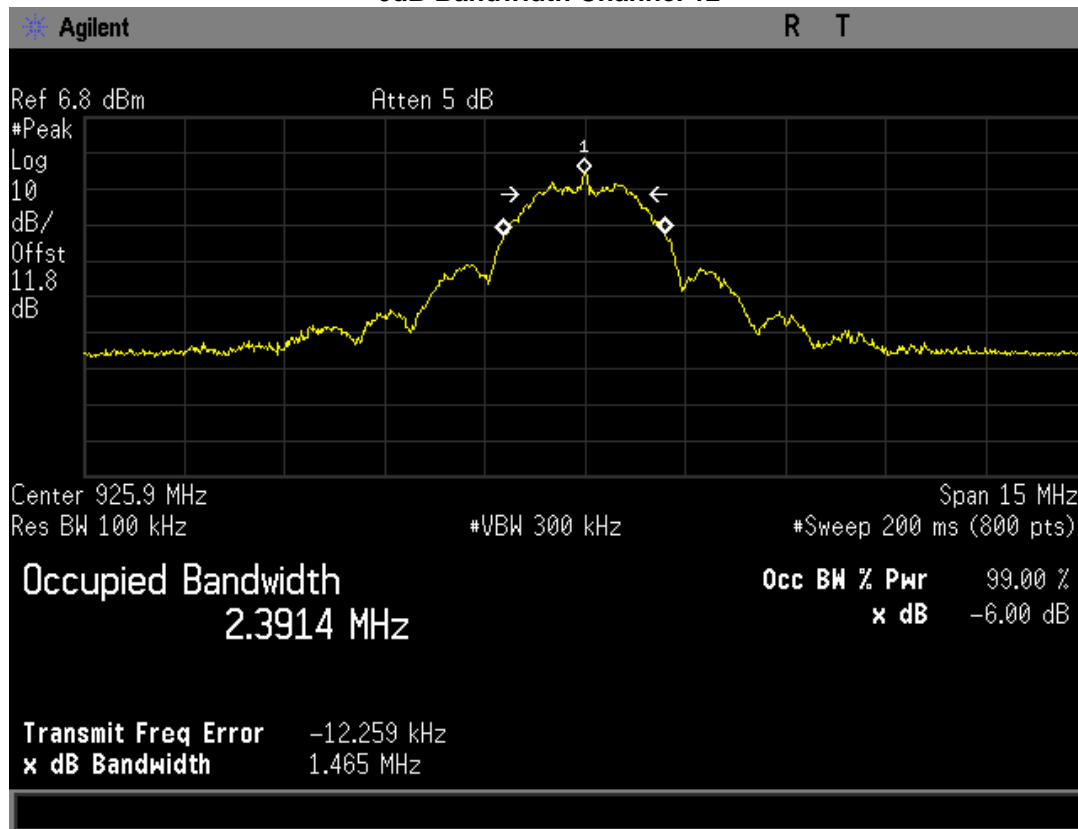 Agilent R T
Ref 6.8 dBm Atten 5 dB
#Peak
Log
10
dB/
Offst
11.8
dB
1
Center 925.9 MHz Span 15 MHz
Res BW 100 kHz #VBW 300 kHz #Sweep 200 ms (800 pts)
Occupied Bandwidth Occ BW % Pwr 99.00 %
2.3914 MHz x dB -6.00 dB
Transmit Freq Error -12.259 kHz
x dB Bandwidth 1.465 MHz